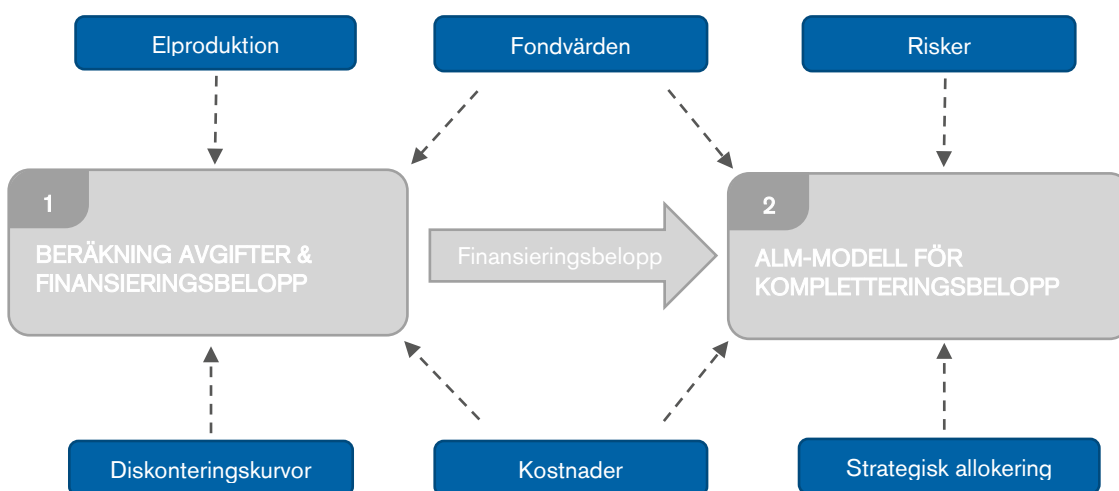 Elproduktion
Fondvärden
Risker
1
BERÄKNING AVGIFTER &
FINANSIERINGSBELOPP
Finansieringsbelopp
2
ALM-MODELL FÖR
KOMPLETTERINGSBELOPP
Diskonteringskurvor
Kostnader
Strategisk allokering